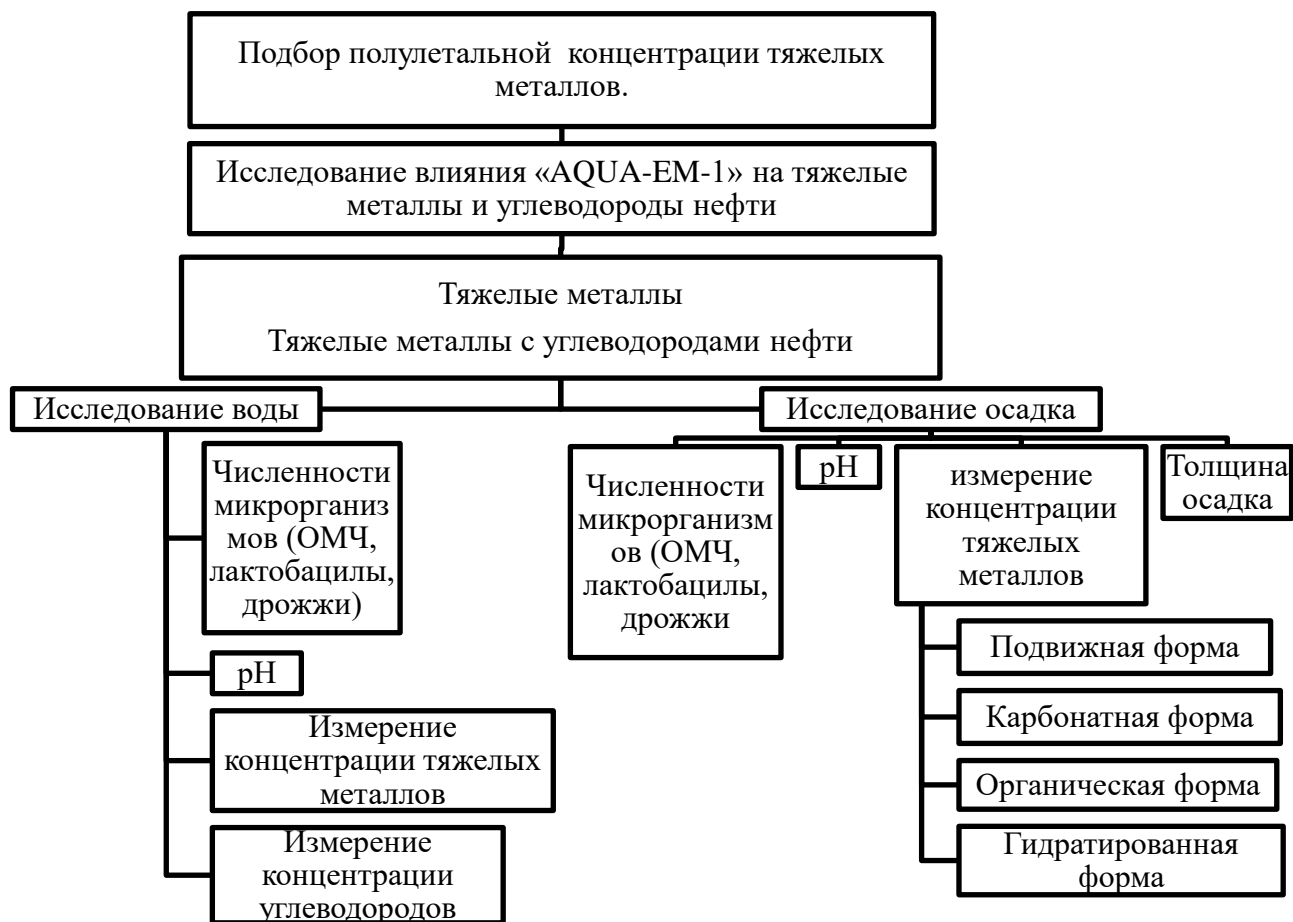 Подбор полулетальной концентрации тяжелых
металлов.
Исследование влияния «AQUA-EM-1» на тяжелые
металлы и углеводороды нефти
Тяжелые металлы
Тяжелые металлы с углеводородами нефти
Исследование воды
Численности
микрорганиз
мов (ОМЧ,
лактобацилы,
дрожжи)
pH
Измерение
концентрации тяжелых
металлов
Измерение
концентрации
углеводородов
Исследование осадка
Численности
микрорганизм
ов (ОМЧ,
лактобацилы,
дрожжи
pH
измерение
концентрации
тяжелых
металлов
Подвижная форма
Карбонатная форма
Органическая форма
Гидратированная
форма
Толщина
осадка